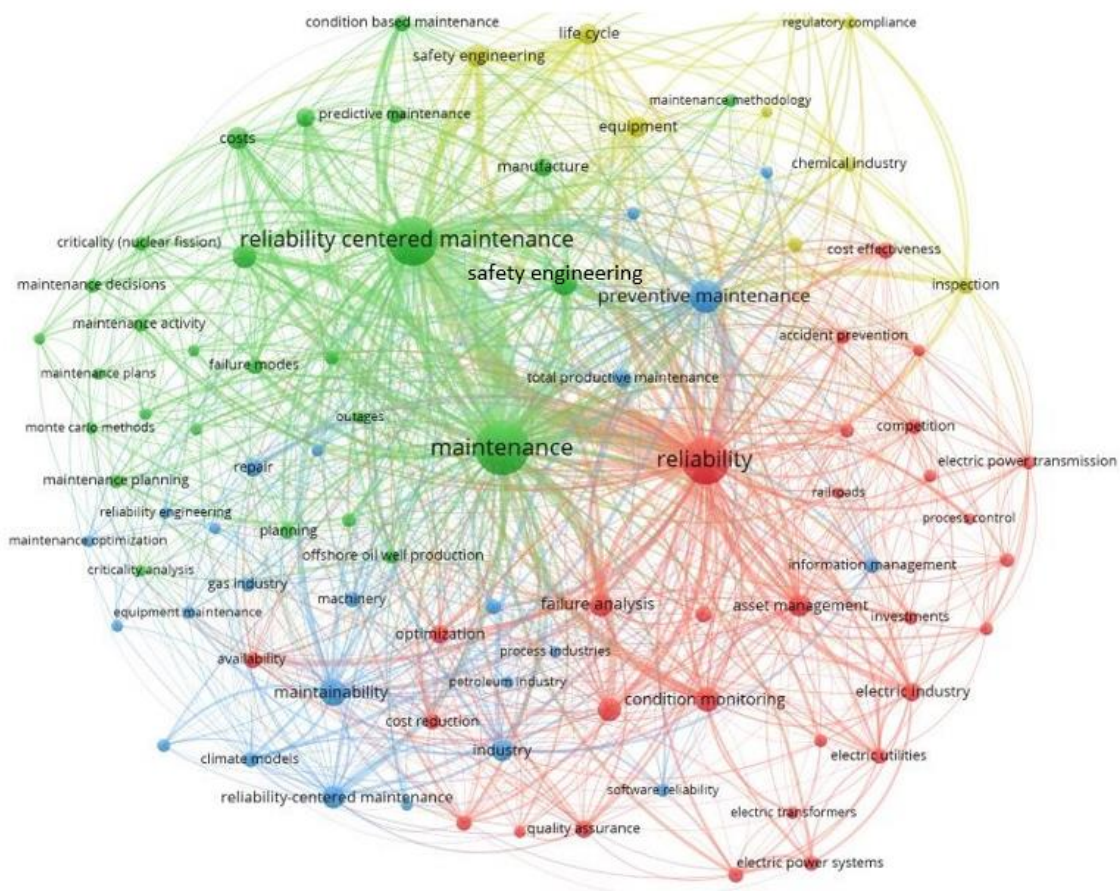 condition based maintenance
regulatory compliance
life cycle
safety engineering
maintenance methodology
predictive maintenance
equipment
costs
manufacture
chemical industry
reliability centered maintenance
criticality (nuclear fission)
cost effectiveness
safety engineering
maintenance decisions
inspection
preventive maintenance
maintenance activity
accident prevention
failure modes
maintenance plans
total productive maintenance
outages
monte carlo methods
competition
maintenance
reliability
electric power transmission
repair
maintenance planning
railroads
reliability engineering
process control
planning
maintenance optimization
offshore oil well production
information management
criticality analysis
gas industry
machinery
failure analysis
asset management
equipment maintenance
investments
optimization
process industries
availability
petroleum industry
maintainability
condition monitoring
electric industry
cost reduction
industry
climate models
electric utilities
software reliability
reliability-centered maintenance
electric transformers
quality assurance
electric power systems